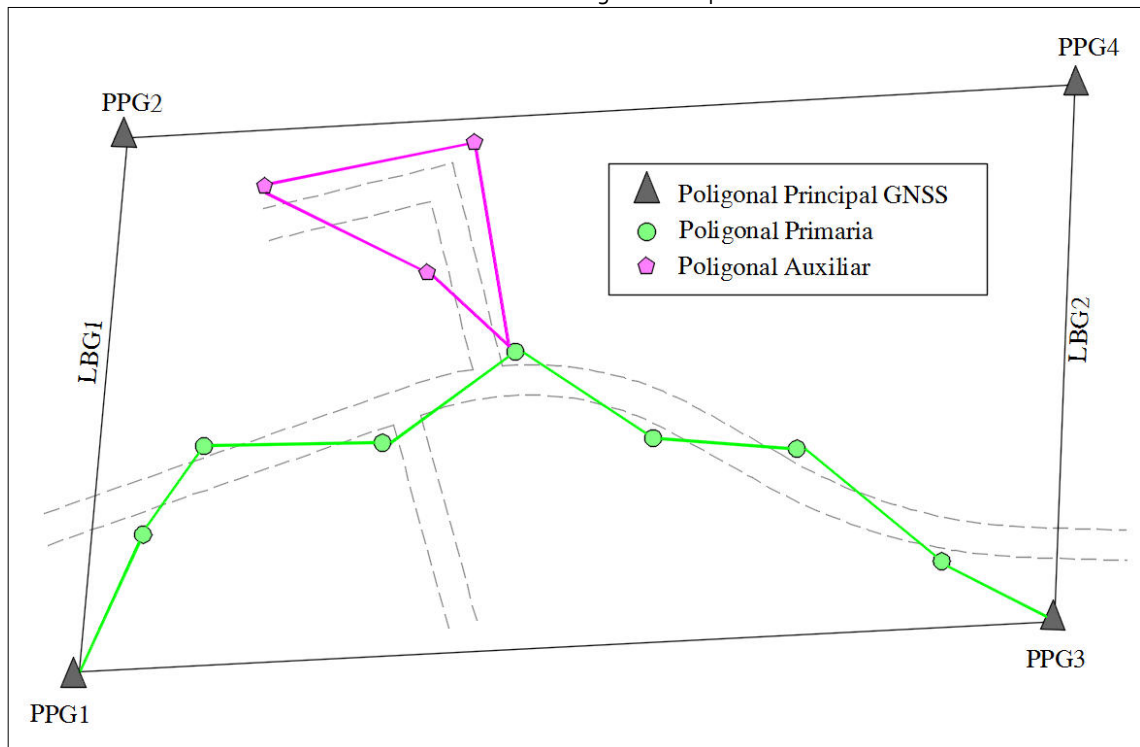 PPG4
PPG2
Poligonal Principal GNSS
Poligonal Primaria
Poligonal Auxiliar
LBG1
LBG2
PPG3
PPG1